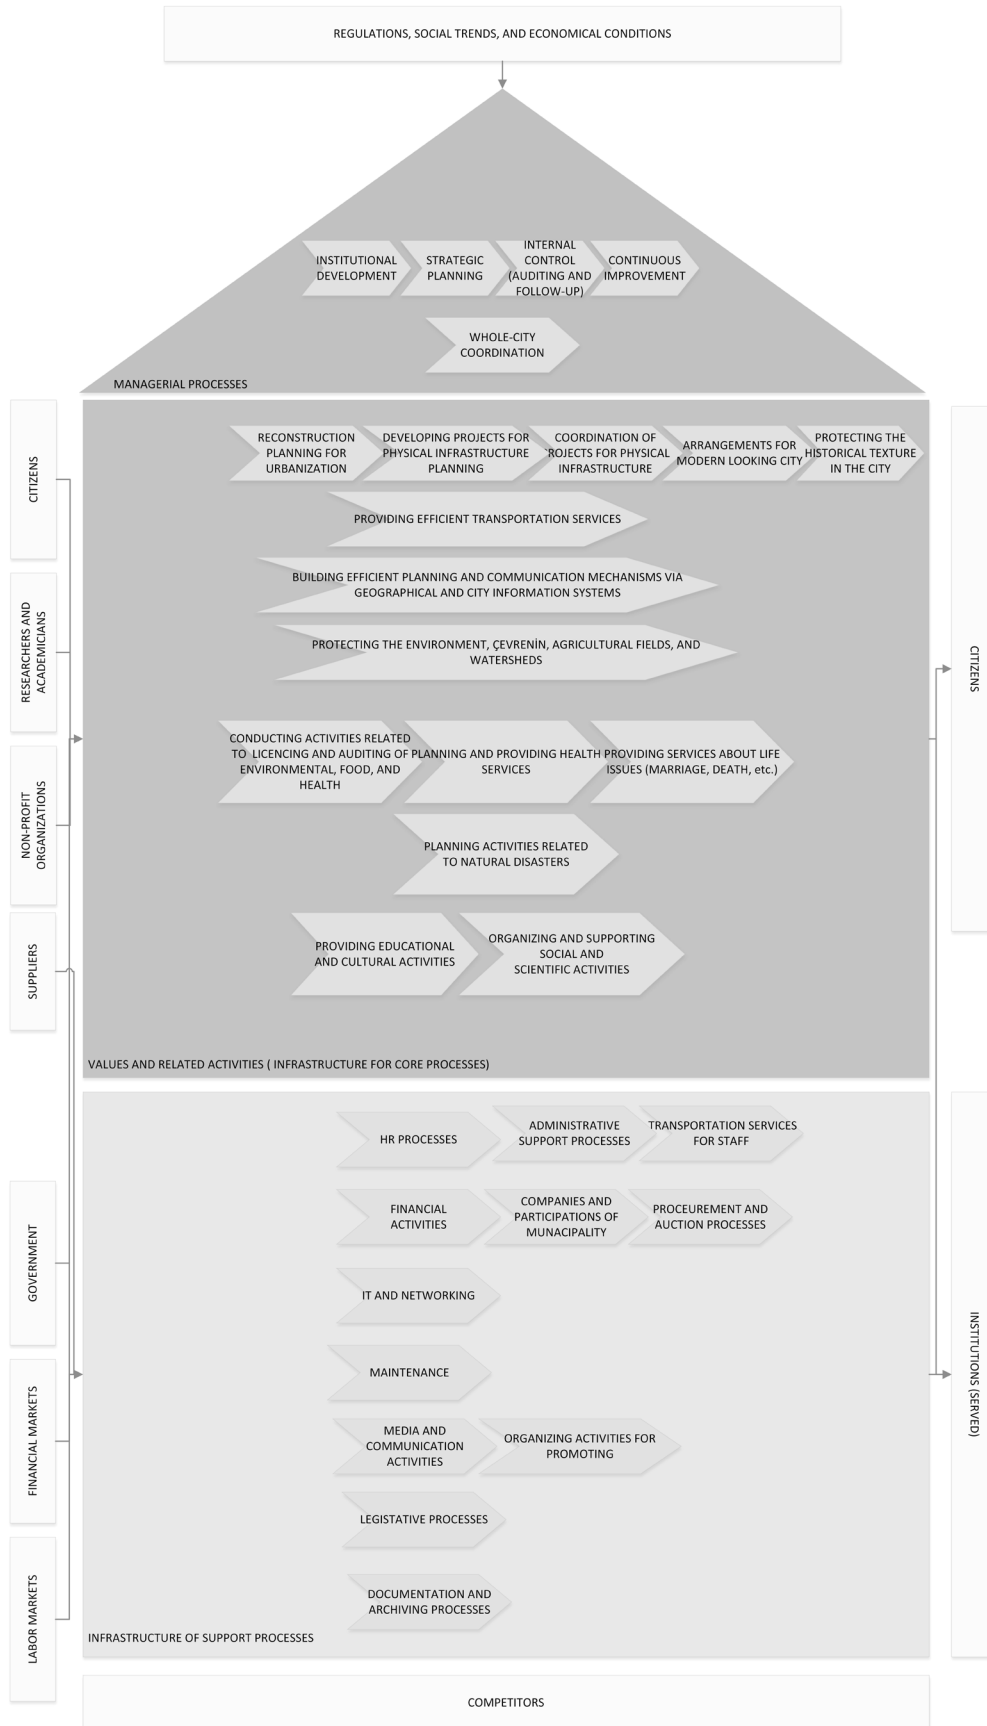 REGULATIONS, SOCIAL TRENDS, AND ECONOMICAL CONDITIONS
INSTITUTIONAL
DEVELOPMENT
STRATEGIC
PLANNING
INTERNAL
CONTROL
(AUDITING AND
FOLLOW-UP)
CONTINUOUS
IMPROVEMENT
WHOLE-CITY
COORDINATION
MANAGERIAL PROCESSES
CITIZENS
RESEARCHERS AND
ACADEMICIANS
NON-PROFIT
ORGANIZATIONS
SUPPLIERS
RECONSTRUCTION
PLANNING FOR
URBANIZATION
DEVELOPING PROJECTS FOR
PHYSICAL INFRASTRUCTURE
PLANNING
COORDINATION OF
ROJECTS FOR PHYSICAL
INFRASTRUCTURE
ARRANGEMENTS FOR
MODERN LOOKING CITY
PROTECTING THE
HISTORICAL TEXTURE
IN THE CITY
PROVIDING EFFICIENT TRANSPORTATION SERVICES
BUILDING EFFICIENT PLANNING AND COMMUNICATION MECHANISMS VIA
GEOGRAPHICAL AND CITY INFORMATION SYSTEMS
PROTECTING THE ENVIRONMENT, ÇEVRENİN, AGRICULTURAL FIELDS, AND
WATERSHEDS
CONDUCTING ACTIVITIES RELATED
TO LICENCING AND AUDITING OF
ENVIRONMENTAL, FOOD, AND
HEALTH
PLANNING AND PROVIDING HEALTH
SERVICES
PROVIDING SERVICES ABOUT LIFE
ISSUES (MARRIAGE, DEATH, etc.)
PLANNING ACTIVITIES RELATED
TO NATURAL DISASTERS
PROVIDING EDUCATIONAL
AND CULTURAL ACTIVITIES
ORGANIZING AND SUPPORTING
SOCIAL AND
SCIENTIFIC ACTIVITIES
VALUES AND RELATED ACTIVITIES ( INFRASTRUCTURE FOR CORE PROCESSES)
CITIZENS
GOVERNMENT
FINANCIAL MARKETS
LABOR MARKETS
HR PROCESSES
ADMINISTRATIVE
SUPPORT PROCESSES
TRANSPORTATION SERVICES
FOR STAFF
FINANCIAL
ACTIVITIES
COMPANIES AND
PARTICIPATIONS OF
MUNACIPALITY
PROCEUREMENT AND
AUCTION PROCESSES
IT AND NETWORKING
MAINTENANCE
MEDIA AND
COMMUNICATION
ACTIVITIES
ORGANIZING ACTIVITIES FOR
PROMOTING
LEGISTATIVE PROCESSES
DOCUMENTATION AND
ARCHIVING PROCESSES
INFRASTRUCTURE OF SUPPORT PROCESSES
INSTITUTIONS (SERVED)
COMPETITORS